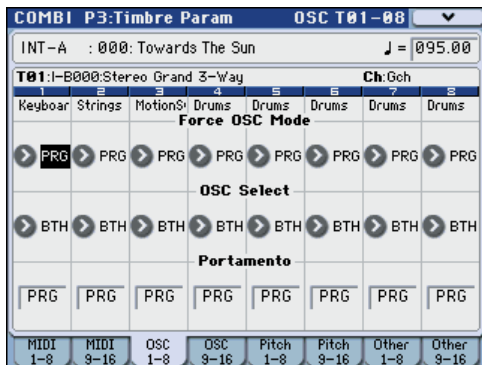 COMBI P3:Timbre Param OSC T01-08
INT-A :000: Towards The Sun ♩= 095.00
T01:I-B000:Stereo Grand 3-Way Ch:Gch
1 2 3 4 5 6 7 8
Keyboar Strings MotionS Drums Drums Drums Drums Drums
Force OSC Mode
PRG PRG PRG PRG PRG PRG PRG PRG
OSC Select
BTH BTH BTH BTH BTH BTH BTH BTH
Portamento
PRG PRG PRG PRG PRG PRG PRG PRG
MIDI 1-8 MIDI 9-16 OSC 1-8 OSC 9-16 Pitch 1-8 Pitch 9-16 Other 1-8 Other 9-16